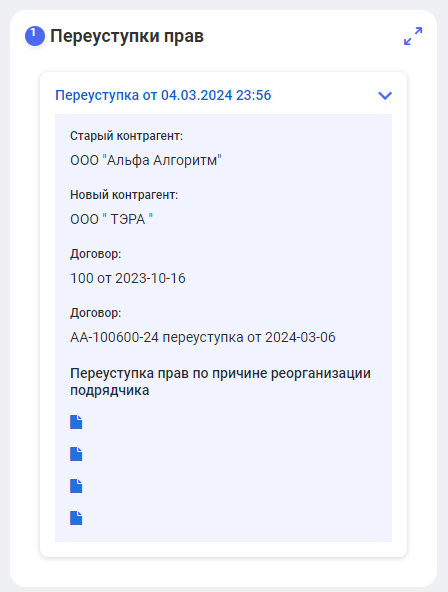 1 Переуступки прав
Переуступка от 04.03.2024 23:56
Старый контрагент:
ООО "Альфа Алгоритм"
Новый контрагент:
ООО " ТЭРА "
Договор:
100 от 2023-10-16
Договор:
АА-100600-24 переуступка от 2024-03-06
Переуступка прав по причине реорганизации
подрядчика